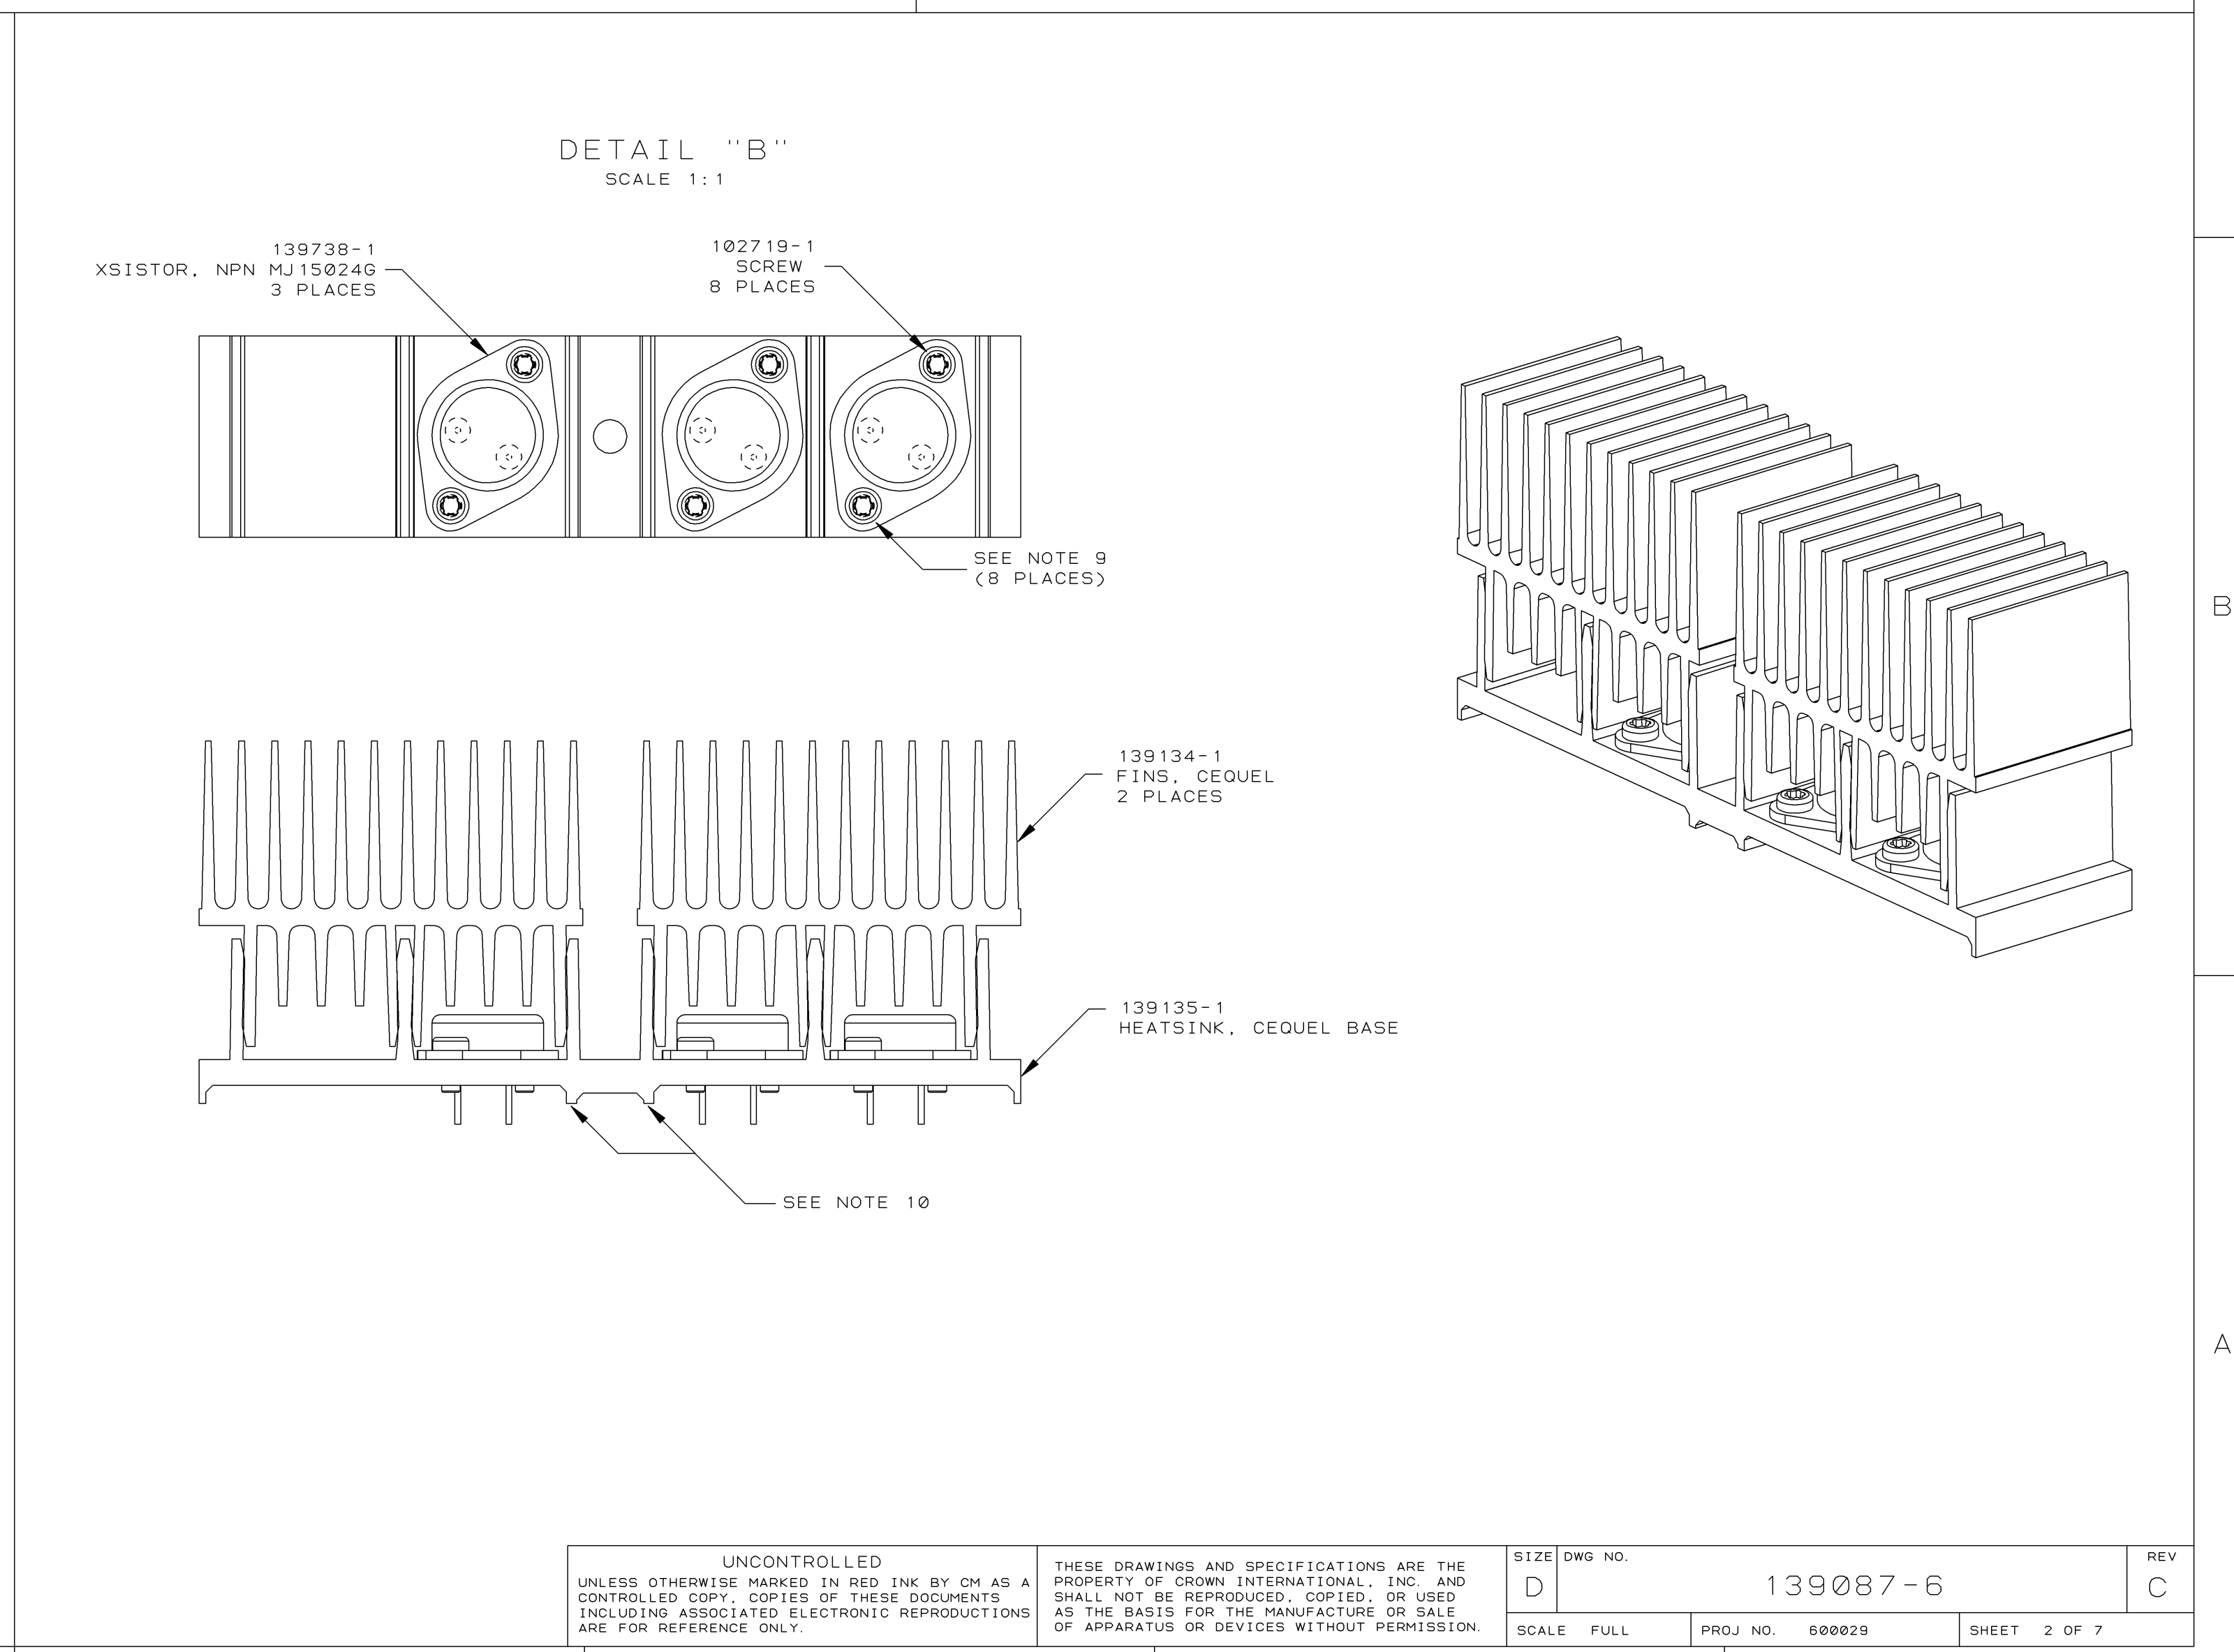 DETAIL "B"
SCALE 1:1
139738-1
XSISTOR, NPN MJ15024G
3 PLACES
102719-1
SCREW
8 PLACES
SEE NOTE 9
(8 PLACES)
B
139134-1
FINS, CEQUEL
2 PLACES
139135-1
HEATSINK, CEQUEL BASE
SEE NOTE 10
A
UNCONTROLLED
UNLESS OTHERWISE MARKED IN RED INK BY CM AS A
CONTROLLED COPY, COPIES OF THESE DOCUMENTS
INCLUDING ASSOCIATED ELECTRONIC REPRODUCTIONS
ARE FOR REFERENCE ONLY.
THESE DRAWINGS AND SPECIFICATIONS ARE THE
PROPERTY OF CROWN INTERNATIONAL, INC. AND
SHALL NOT BE REPRODUCED, COPIED, OR USED
AS THE BASIS FOR THE MANUFACTURE OR SALE
OF APPARATUS OR DEVICES WITHOUT PERMISSION.
SIZE
D
DWG NO.
139087-6
REV
C
SCALE FULL
PROJ NO. 600029
SHEET 2 OF 7